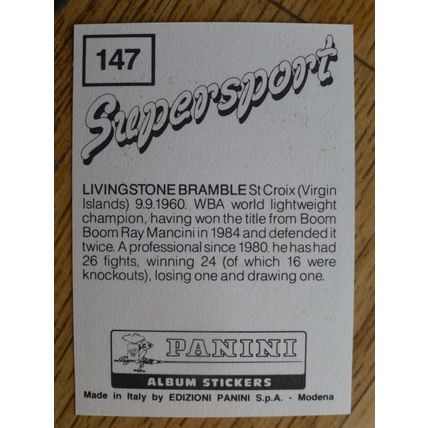 147
Supersport
LIVINGSTONE BRAMBLE St Croix (Virgin
Islands) 9.9.1960. WBA world lightweight
champion, having won the title from Boom
Boom Ray Mancini in 1984 and defended it
twice. A professional since 1980, he has had
26 fights, winning 24 (of which 16 were
knockouts), losing one and drawing one.
PANINI
ALBUM STICKERS
Made in Italy by EDIZIONI PANINI S.p.A. - Modena